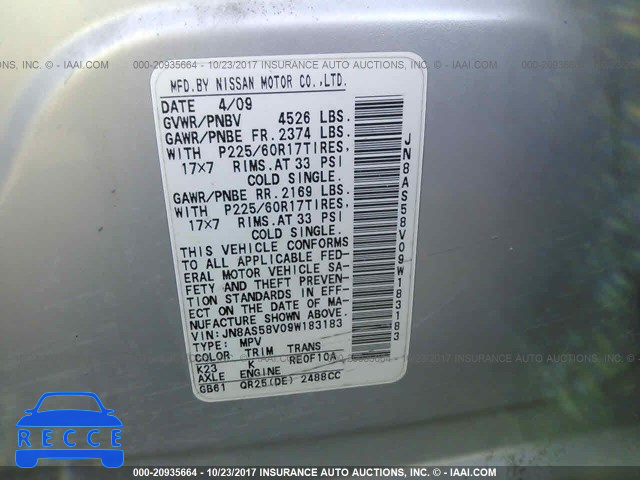 000-20935664 - 10/23/2017 INSURANCE AUTO AUCTIONS - © - IAAI.COM
MFD.BY NISSAN MOTOR CO.,LTD.
DATE 4/09
GVWR/PNBV 4526 LBS.
GAWR/PNBE FR. 2374 LBS.
WITH P225/60R17TIRES,
17×7 RIMS.AT 33 PSI
COLD SINGLE.
GAWR/PNBE RR. 2169 LBS.
WITH P225/60R17TIRES,
17×7 RIMS.AT 33 PSI
COLD SINGLE.
THIS VEHICLE CONFORMS
TO ALL APPLICABLE FED-
ERAL MOTOR VEHICLE SA-
FETY AND THEFT PREVEN-
TION STANDARDS IN EFF-
ECT ON THE DATE OF MA-
NUFACTURE SHOWN ABOVE.
VIN: JN8AS58V09W183183
TYPE: MPV
COLOR TRIM TRANS
K23 K RE0F10A
AXLE ENGINE
GB61 QR25(DE) 2488CC
JN8AS58V09W183183
RECCE
000-20935664 - 10/23/2017 INSURANCE AUTO AUCTIONS - © - IAAI.COM